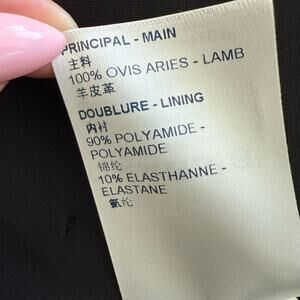 PRINCIPAL - MAIN
主料
100% OVIS ARIES - LAMB
羊皮革
DOUBLURE - LINING
内衬
90% POLYAMIDE -
POLYAMIDE
锦纶
10% ELASTHANNE -
ELASTANE
氨纶